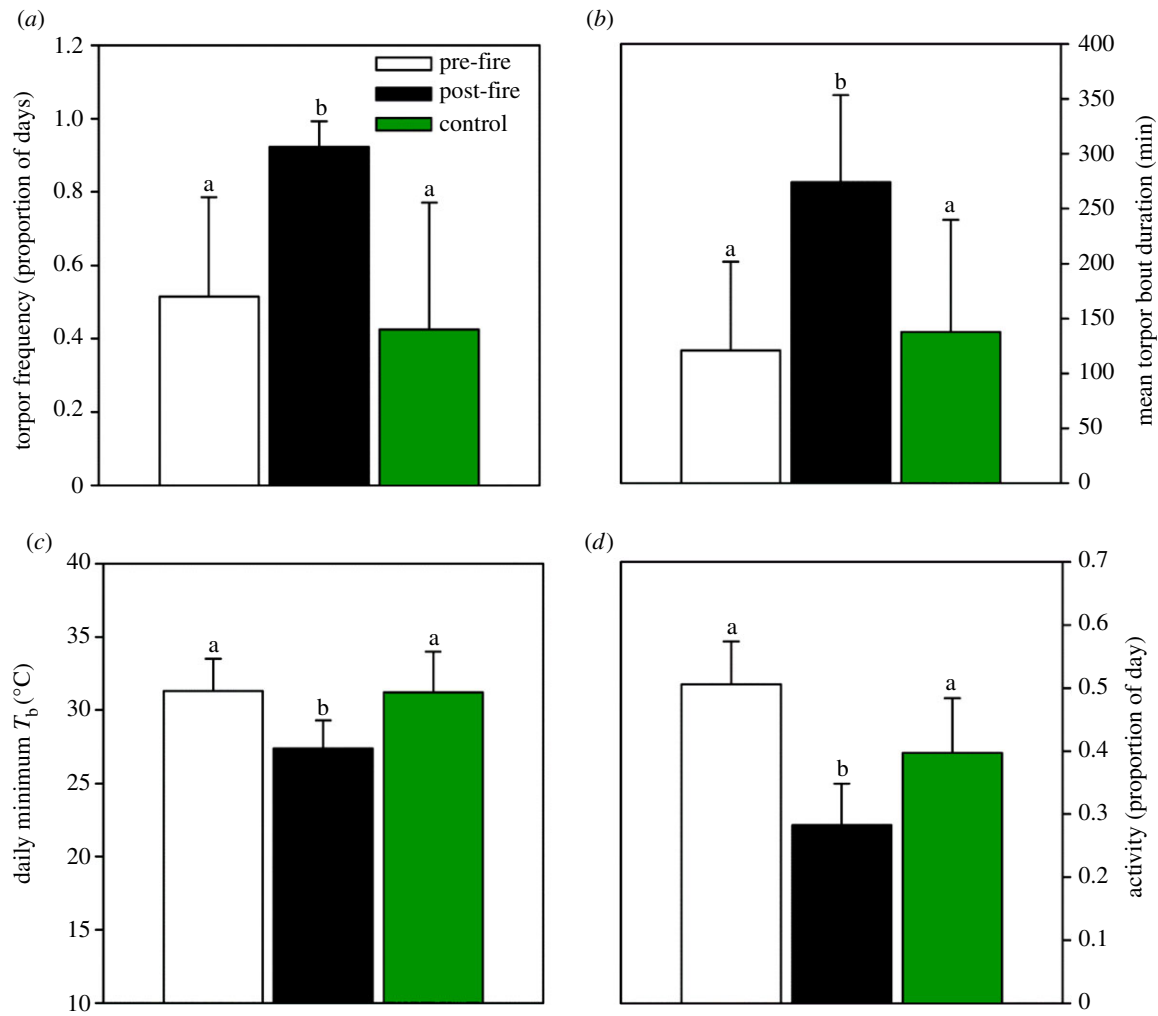 (a)
torpor frequency (proportion of days)
1.2
1.0
0.8
0.6
0.4
0.2
0
pre-fire
post-fire
control
a
b
a
(b)
400
350
300
250
200
150
100
50
0
mean torpor bout duration (min)
a
b
a
(c)
daily minimum Tb (°C)
40
35
30
25
20
15
10
a
b
a
(d)
0.7
0.6
0.5
0.4
0.3
0.2
0.1
0
activity (proportion of day)
a
b
a